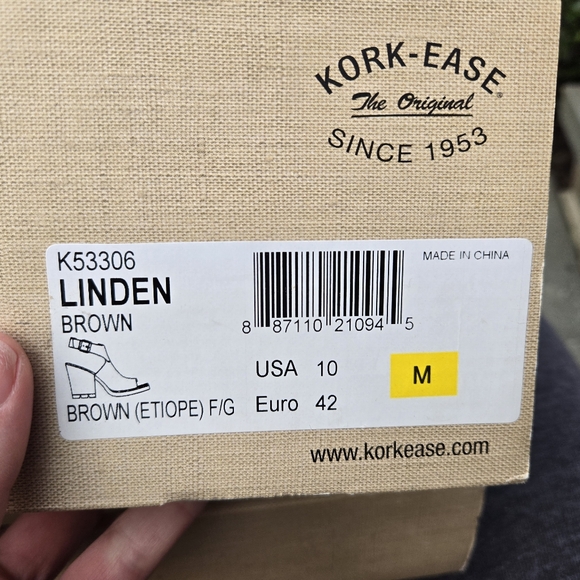 KORK-EASE®
The Original
SINCE 1953
K53306
LINDEN
BROWN
BROWN (ETIOPE) F/G
8 87110 21094 5
MADE IN CHINA
USA 10
Euro 42
M
www.korkease.com